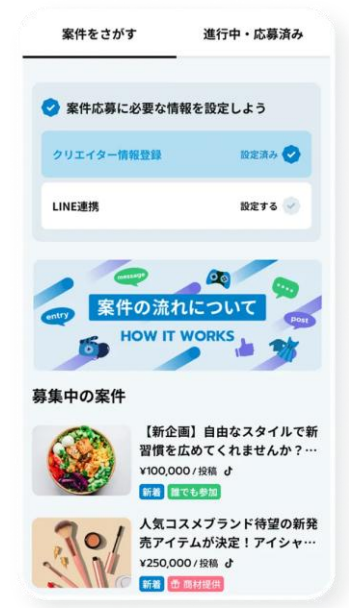 案件をさがす
進行中・応募済み
案件応募に必要な情報を設定しよう
クリエイター情報登録
設定済み
LINE連携
設定する
message
entry
案件の流れについて
post
HOW IT WORKS
募集中の案件
【新企画】自由なスタイルで新
習慣を広めてくれませんか？…
¥100,000 / 投稿
新着
誰でも参加
人気コスメブランド待望の新発
売アイテムが決定！アイシャ…
¥250,000 / 投稿
新着
商材提供